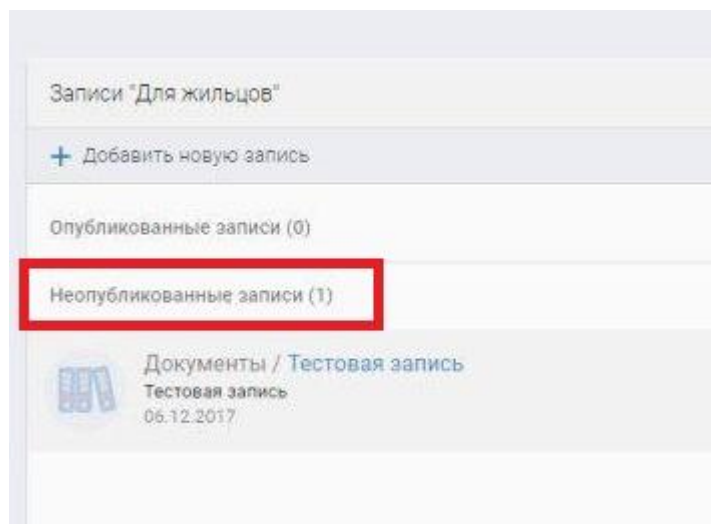 Записи "Для жильцов"
+ Добавить новую запись
Опубликованные записи (0)
Неопубликованные записи (1)
Документы / Тестовая запись
Тестовая запись
06.12.2017